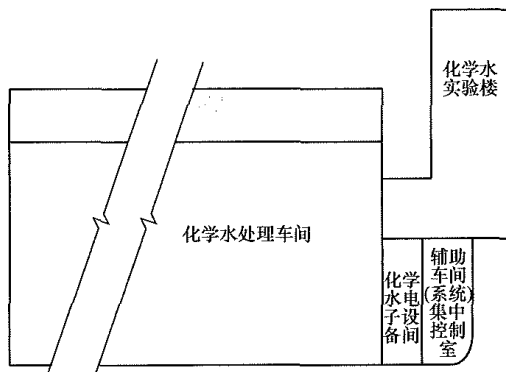 化学水
实验楼
化学水处理车间
化学
水电
子设
备间
辅助
车间
(系统)
集中
控制
室